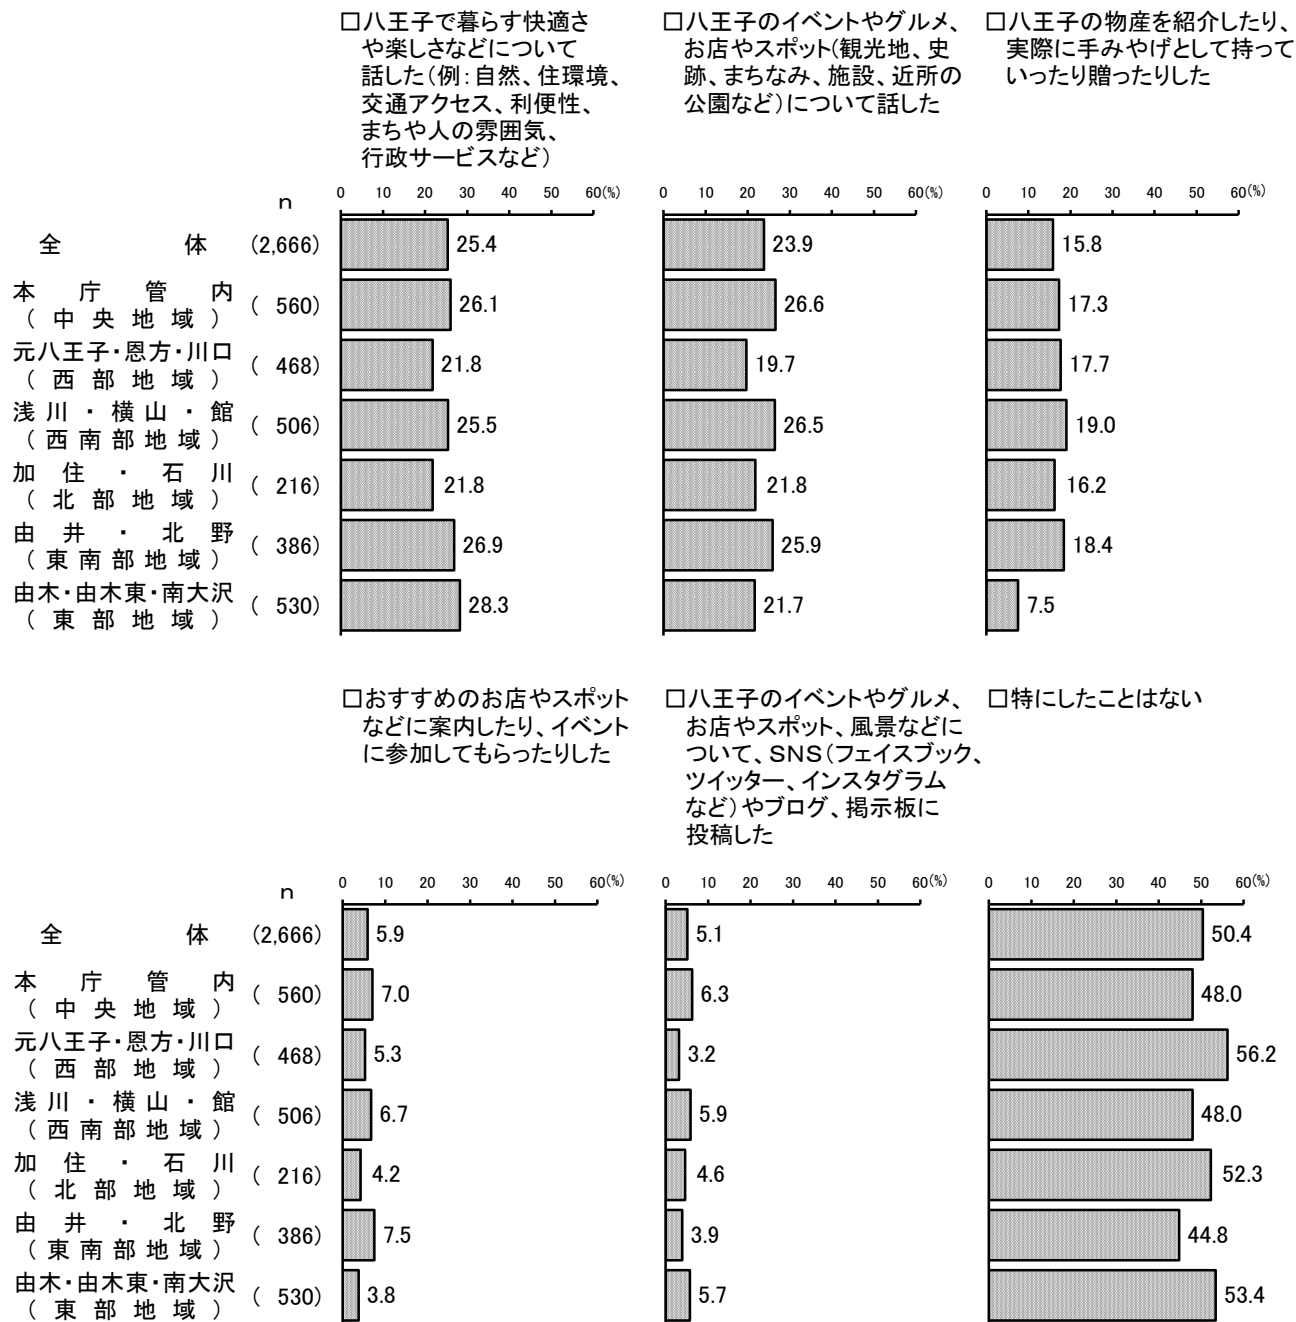 □八王子で暮らす快適さ
や楽しさなどについて
話した(例:自然、住環境、
交通アクセス、利便性、
まちや人の雰囲気、
行政サービスなど)
□八王子のイベントやグルメ、
お店やスポット(観光地、史
跡、まちなみ、施設、近所の
公園など)について話した
□八王子の物産を紹介したり、
実際に手みやげとして持って
いったり贈ったりした
n
0 10 20 30 40 50 60(%)
0 10 20 30 40 50 60(%)
0 10 20 30 40 50 60(%)
全体 (2,666) 25.4 23.9 15.8
本庁管内
(中央地域) (560) 26.1 26.6 17.3
元八王子・恩方・川口
(西部地域) (468) 21.8 19.7 17.7
浅川・横山・館
(西南部地域) (506) 25.5 26.5 19.0
加住・石川
(北部地域) (216) 21.8 21.8 16.2
由井・北野
(東南部地域) (386) 26.9 25.9 18.4
由木・由木東・南大沢
(東部地域) (530) 28.3 21.7 7.5
□おすすめのお店やスポット
などに案内したり、イベント
に参加してもらったりした
□八王子のイベントやグルメ、
お店やスポット、風景などに
ついて、SNS(フェイスブック、
ツイッター、インスタグラム
など)やブログ、掲示板に
投稿した
□特にしたことはない
n
0 10 20 30 40 50 60(%)
0 10 20 30 40 50 60(%)
0 10 20 30 40 50 60(%)
全体 (2,666) 5.9 5.1 50.4
本庁管内
(中央地域) (560) 7.0 6.3 48.0
元八王子・恩方・川口
(西部地域) (468) 5.3 3.2 56.2
浅川・横山・館
(西南部地域) (506) 6.7 5.9 48.0
加住・石川
(北部地域) (216) 4.2 4.6 52.3
由井・北野
(東南部地域) (386) 7.5 3.9 44.8
由木・由木東・南大沢
(東部地域) (530) 3.8 5.7 53.4